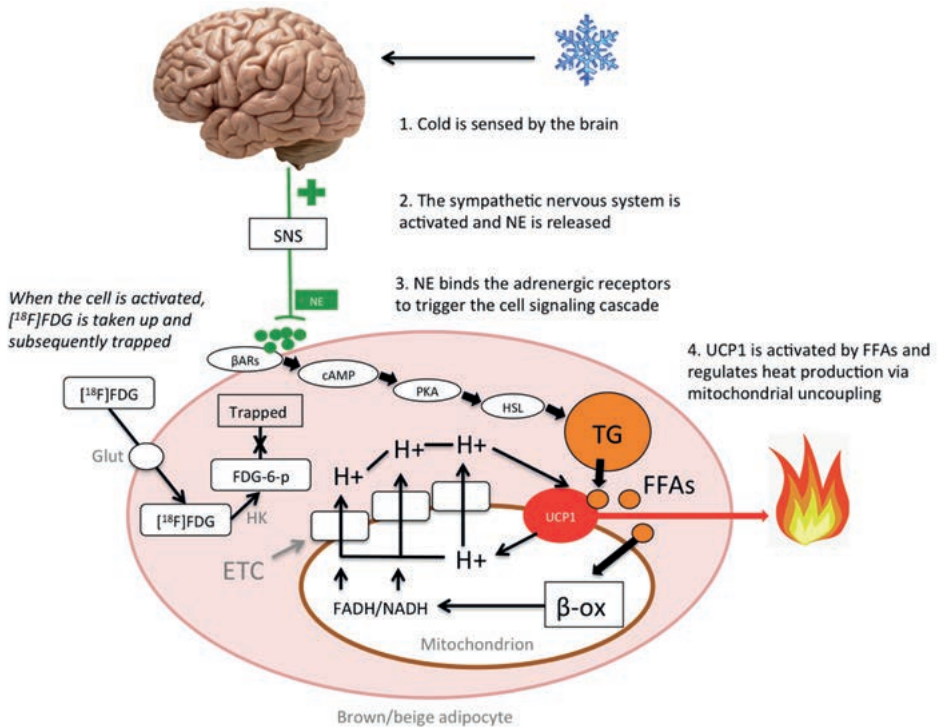 1. Cold is sensed by the brain
2. The sympathetic nervous system is
activated and NE is released
SNS
3. NE binds the adrenergic receptors
to trigger the cell signaling cascade
NE
When the cell is activated,
[¹⁸F]FDG is taken up and
subsequently trapped
βARs
cAMP
PKA
HSL
4. UCP1 is activated by FFAs and
regulates heat production via
mitochondrial uncoupling
[¹⁸F]FDG
Trapped
TG
Glut
FDG-6-p
H+
H+
H+
FFAs
[¹⁸F]FDG
HK
UCP1
ETC
H+
FADH/NADH
β-ox
Mitochondrion
Brown/beige adipocyte